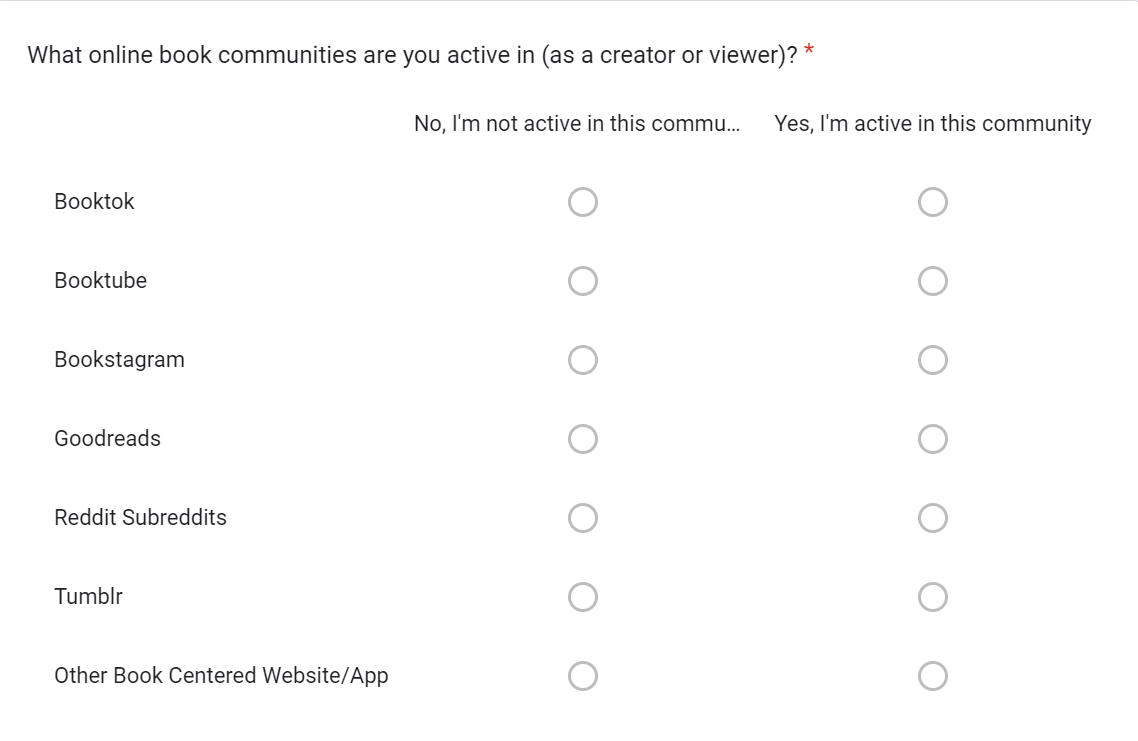 What online book communities are you active in (as a creator or viewer)? *
No, I'm not active in this commu... Yes, I'm active in this community
Booktok
Booktube
Bookstagram
Goodreads
Reddit Subreddits
Tumblr
Other Book Centered Website/App